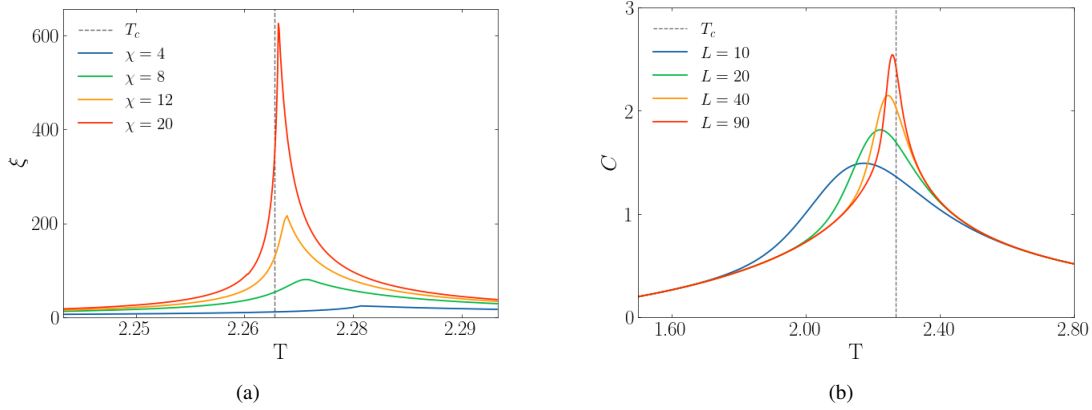 600
400
200
0
ξ
2.25 2.26 2.27 2.28 2.29
T
T_c
χ = 4
χ = 8
χ = 12
χ = 20
(a)
3
2
1
0
C
1.60 2.00 2.40 2.80
T
T_c
L = 10
L = 20
L = 40
L = 90
(b)